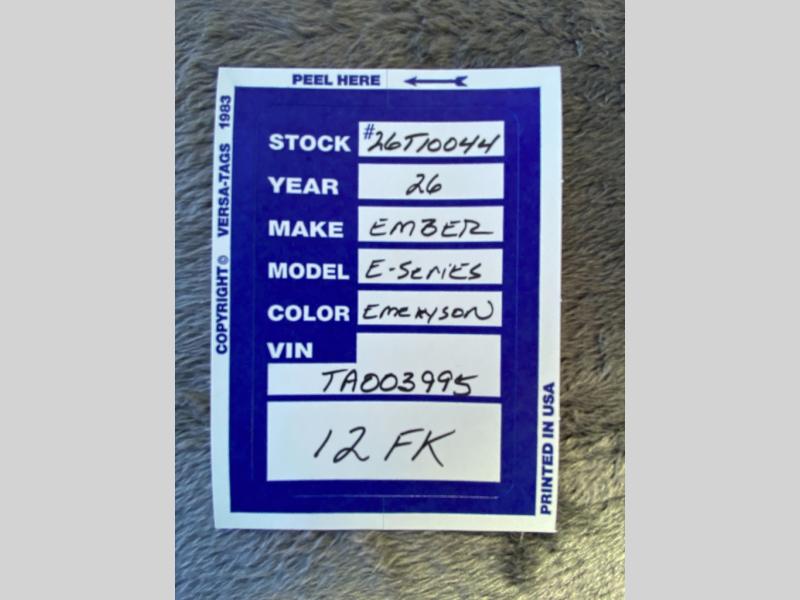 PEEL HERE
COPYRIGHT © VERSA-TAGS 1983
STOCK #26T10044
YEAR 26
MAKE EMBER
MODEL E-SERIES
COLOR EMERYSON
VIN
TA003995
12 FK
PRINTED IN USA